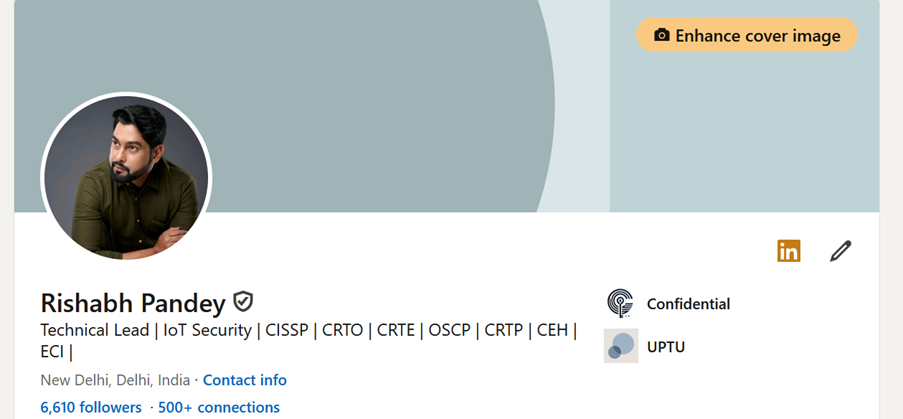 Enhance cover image
in
Rishabh Pandey
Technical Lead | IoT Security | CISSP | CRTO | CRTE | OSCP | CRTP | CEH |
ECI |
New Delhi, Delhi, India · Contact info
6,610 followers · 500+ connections
Confidential
UPTU